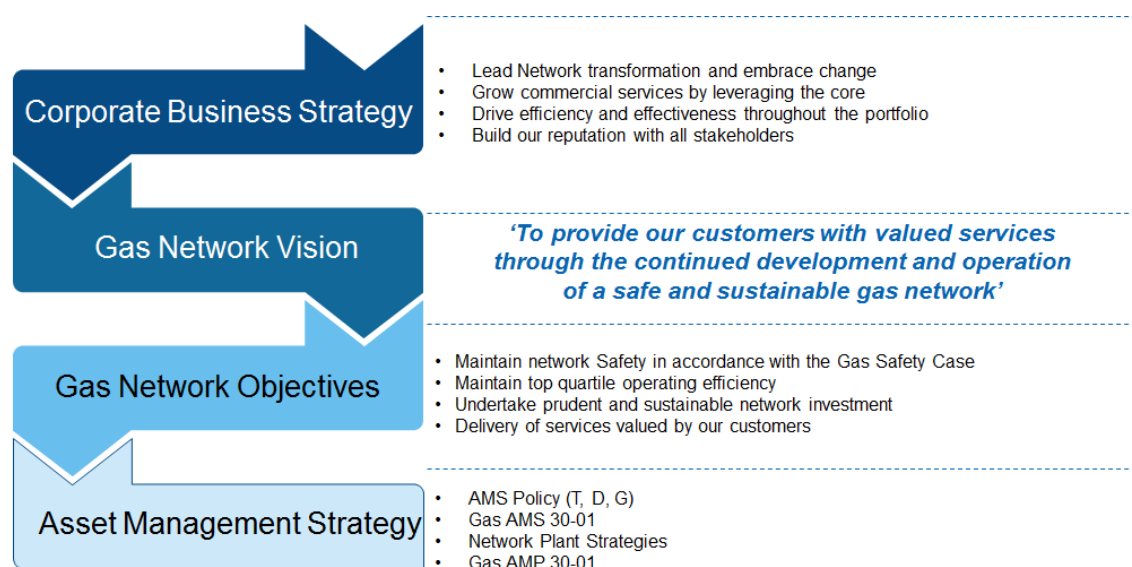 Corporate Business Strategy
• Lead Network transformation and embrace change
• Grow commercial services by leveraging the core
• Drive efficiency and effectiveness throughout the portfolio
• Build our reputation with all stakeholders
Gas Network Vision
‘To provide our customers with valued services
through the continued development and operation
of a safe and sustainable gas network’
Gas Network Objectives
• Maintain network Safety in accordance with the Gas Safety Case
• Maintain top quartile operating efficiency
• Undertake prudent and sustainable network investment
• Delivery of services valued by our customers
Asset Management Strategy
• AMS Policy (T, D, G)
• Gas AMS 30-01
• Network Plant Strategies
• Gas AMP 30-01